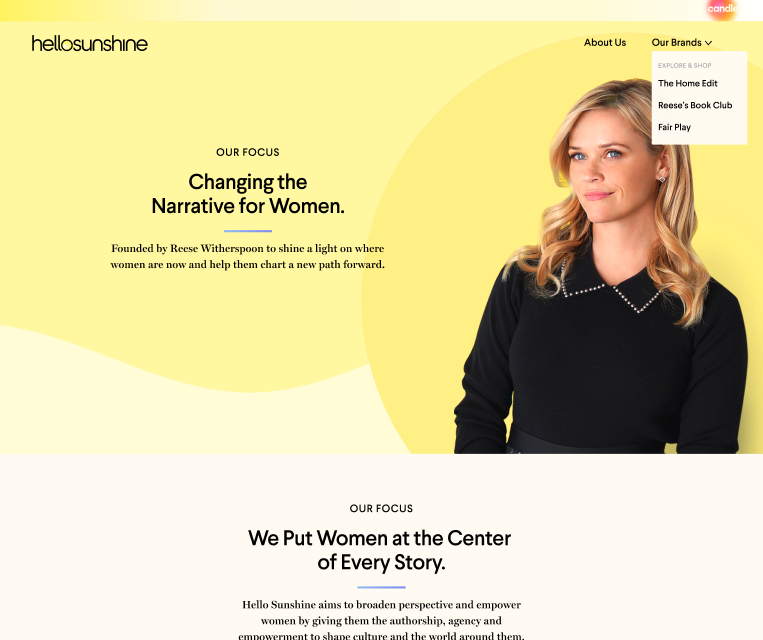 candle
hellosunshine
About Us
Our Brands
EXPLORE & SHOP
The Home Edit
Reese's Book Club
Fair Play
OUR FOCUS
Changing the
Narrative for Women.
Founded by Reese Witherspoon to shine a light on where
women are now and help them chart a new path forward.
OUR FOCUS
We Put Women at the Center
of Every Story.
Hello Sunshine aims to broaden perspective and empower
women by giving them the authorship, agency and
empowerment to shape culture and the world around them.